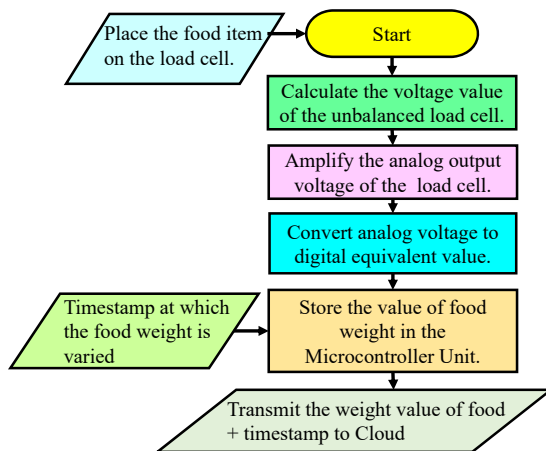 Place the food item
on the load cell.
Start
Calculate the voltage value
of the unbalanced load cell.
Amplify the analog output
voltage of the load cell.
Convert analog voltage to
digital equivalent value.
Timestamp at which
the food weight is
varied
Store the value of food
weight in the
Microcontroller Unit.
Transmit the weight value of food
+ timestamp to Cloud